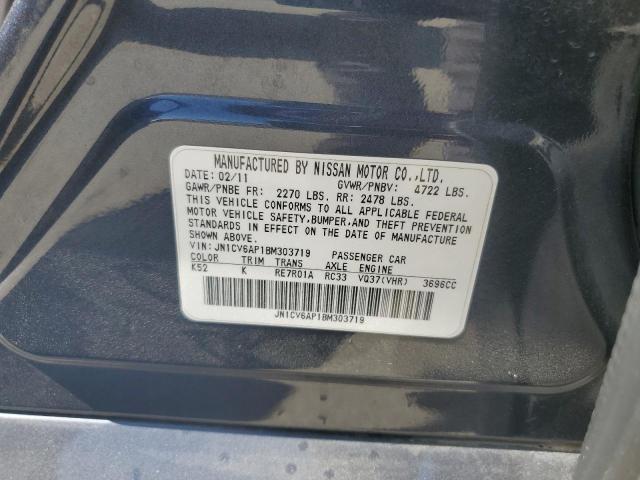 MANUFACTURED BY NISSAN MOTOR CO.,LTD.
DATE: 02/11 GVWR/PNBV: 4722 LBS.
GAWR/PNBE FR: 2270 LBS. RR: 2478 LBS.
THIS VEHICLE CONFORMS TO ALL APPLICABLE FEDERAL
MOTOR VEHICLE SAFETY,BUMPER,AND THEFT PREVENTION
STANDARDS IN EFFECT ON THE DATE OF MANUFACTURE
SHOWN ABOVE.
VIN: JN1CV6AP1BM303719 PASSENGER CAR
COLOR TRIM TRANS AXLE ENGINE
K52 K RE7R01A RC33 VQ37(VHR) 3696CC
JN1CV6AP1BM303719